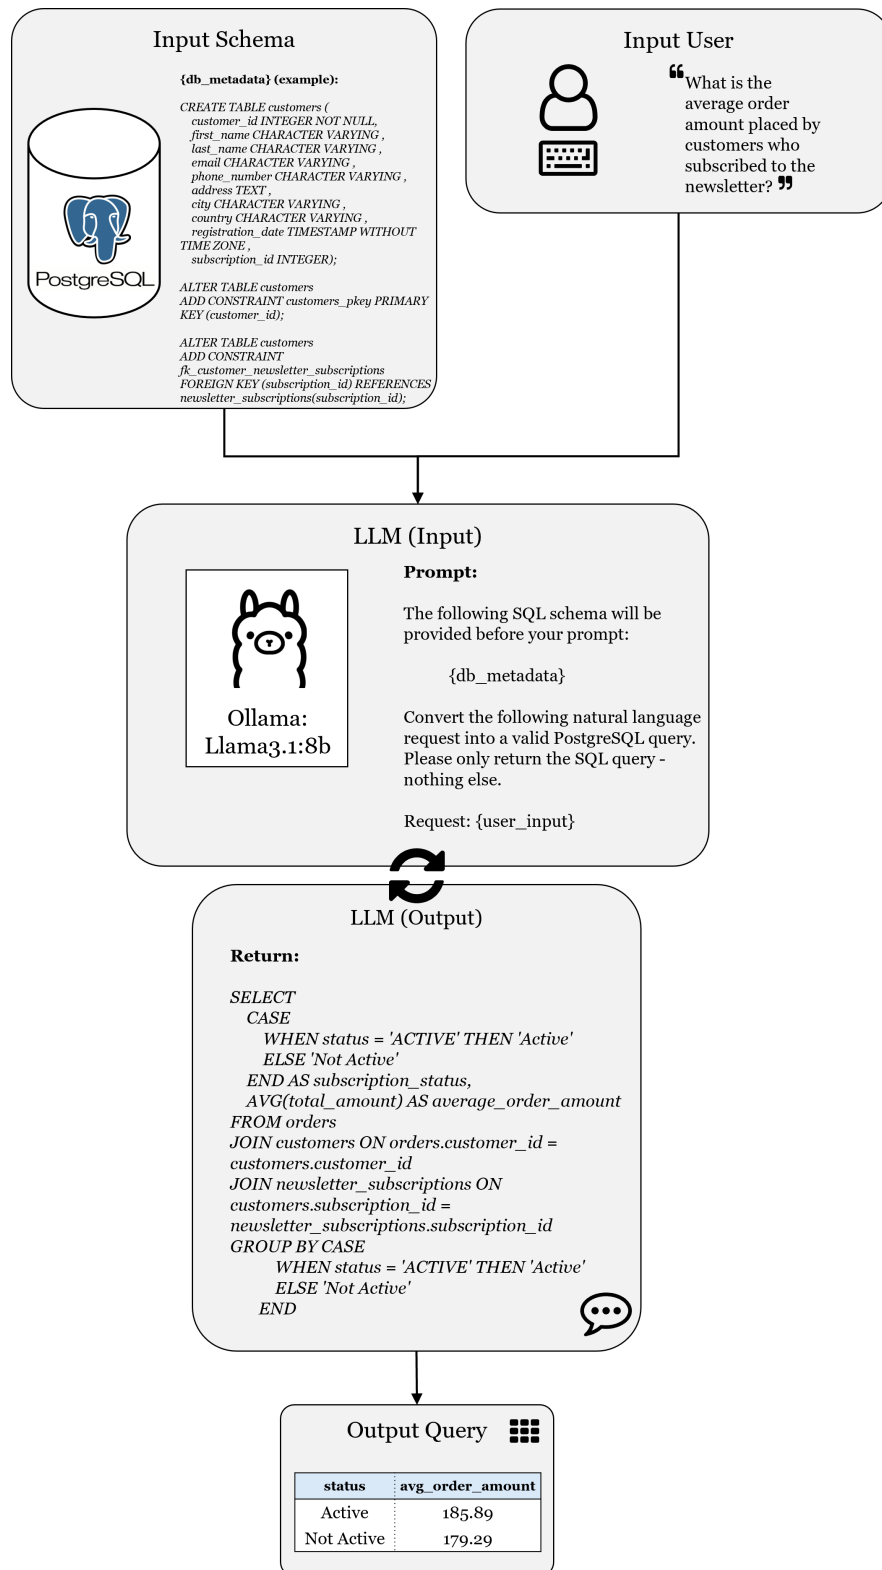 Input Schema
{db_metadata} (example):
CREATE TABLE customers (
customer_id INTEGER NOT NULL,
first_name CHARACTER VARYING ,
last_name CHARACTER VARYING ,
email CHARACTER VARYING ,
phone_number CHARACTER VARYING ,
address TEXT ,
city CHARACTER VARYING ,
country CHARACTER VARYING ,
registration_date TIMESTAMP WITHOUT
TIME ZONE ,
subscription_id INTEGER);
ALTER TABLE customers
ADD CONSTRAINT customers_pkey PRIMARY
KEY (customer_id);
ALTER TABLE customers
ADD CONSTRAINT
fk_customer_newsletter_subscriptions
FOREIGN KEY (subscription_id) REFERENCES
newsletter_subscriptions(subscription_id);
PostgreSQL
Input User
“What is the
average order
amount placed by
customers who
subscribed to the
newsletter? ”
LLM (Input)
Ollama:
Llama3.1:8b
Prompt:
The following SQL schema will be
provided before your prompt:
{db_metadata}
Convert the following natural language
request into a valid PostgreSQL query.
Please only return the SQL query -
nothing else.
Request: {user_input}
LLM (Output)
Return:
SELECT
CASE
WHEN status = 'ACTIVE' THEN 'Active'
ELSE 'Not Active'
END AS subscription_status,
AVG(total_amount) AS average_order_amount
FROM orders
JOIN customers ON orders.customer_id =
customers.customer_id
JOIN newsletter_subscriptions ON
customers.subscription_id =
newsletter_subscriptions.subscription_id
GROUP BY CASE
WHEN status = 'ACTIVE' THEN 'Active'
ELSE 'Not Active'
END
Output Query
status avg_order_amount
Active 185.89
Not Active 179.29